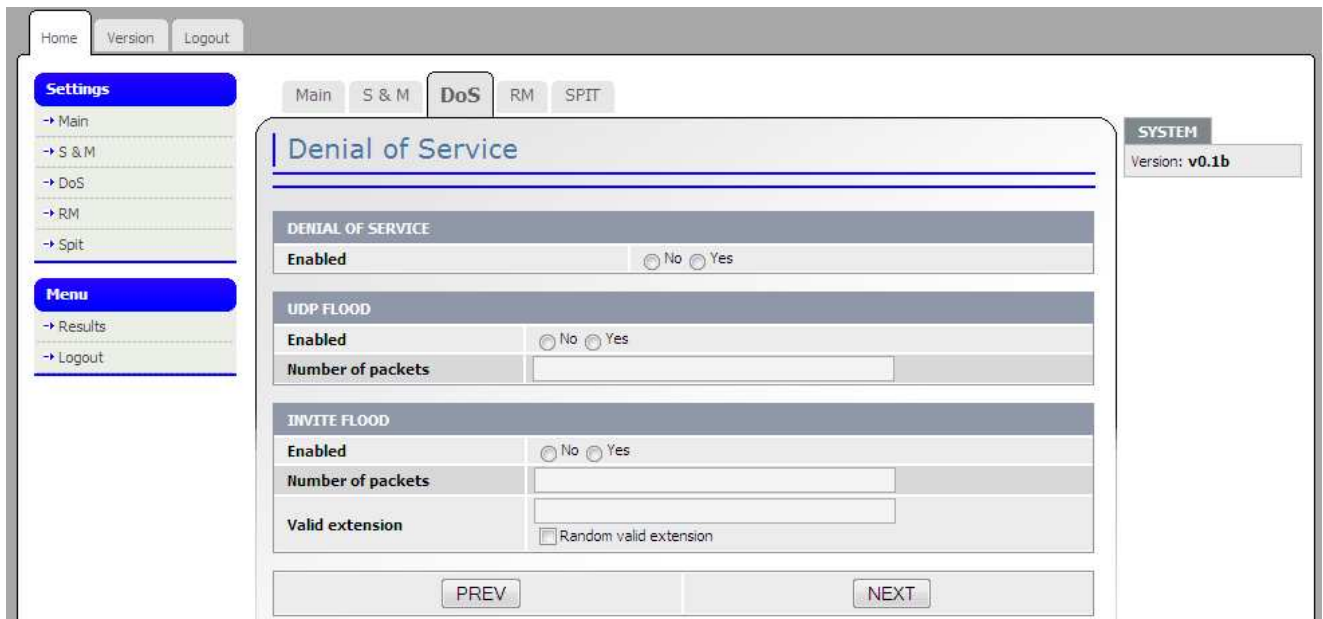 Home Version Logout
Settings
Main
S & M
DoS
RM
Spit
Menu
Results
Logout
Main S & M DoS RM SPIT
Denial of Service
DENIAL OF SERVICE
Enabled No Yes
UDP FLOOD
Enabled No Yes
Number of packets
INVITE FLOOD
Enabled No Yes
Number of packets
Valid extension
Random valid extension
PREV NEXT
SYSTEM
Version: v0.1b